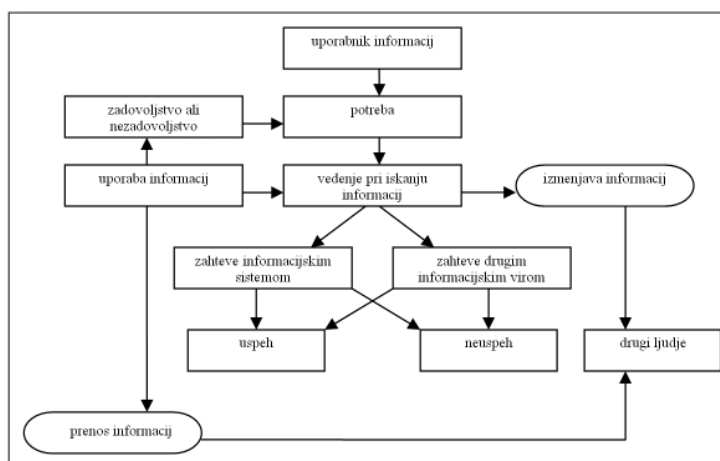 uporabnik informacij
zadovoljstvo ali
nezadovoljstvo
potreba
uporaba informacij
vedenje pri iskanju
informacij
izmenjava informacij
zahteve informacijskim
sistemom
zahteve drugim
informacijskim virom
uspeh
neuspeh
drugi ljudje
prenos informacij